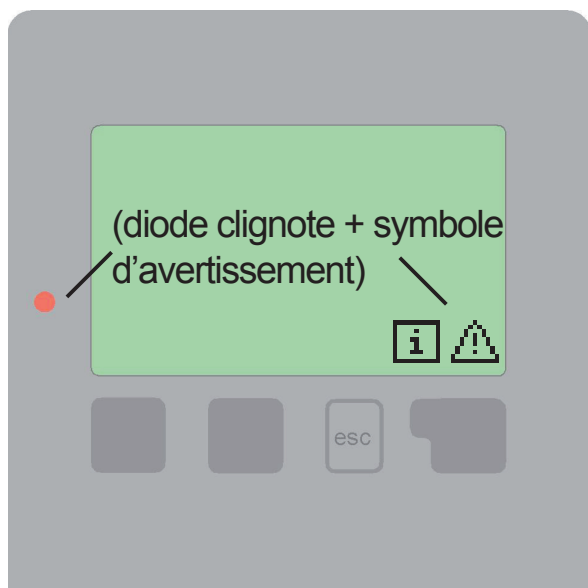 (diode clignote + symbole
d'avertissement)
i
esc